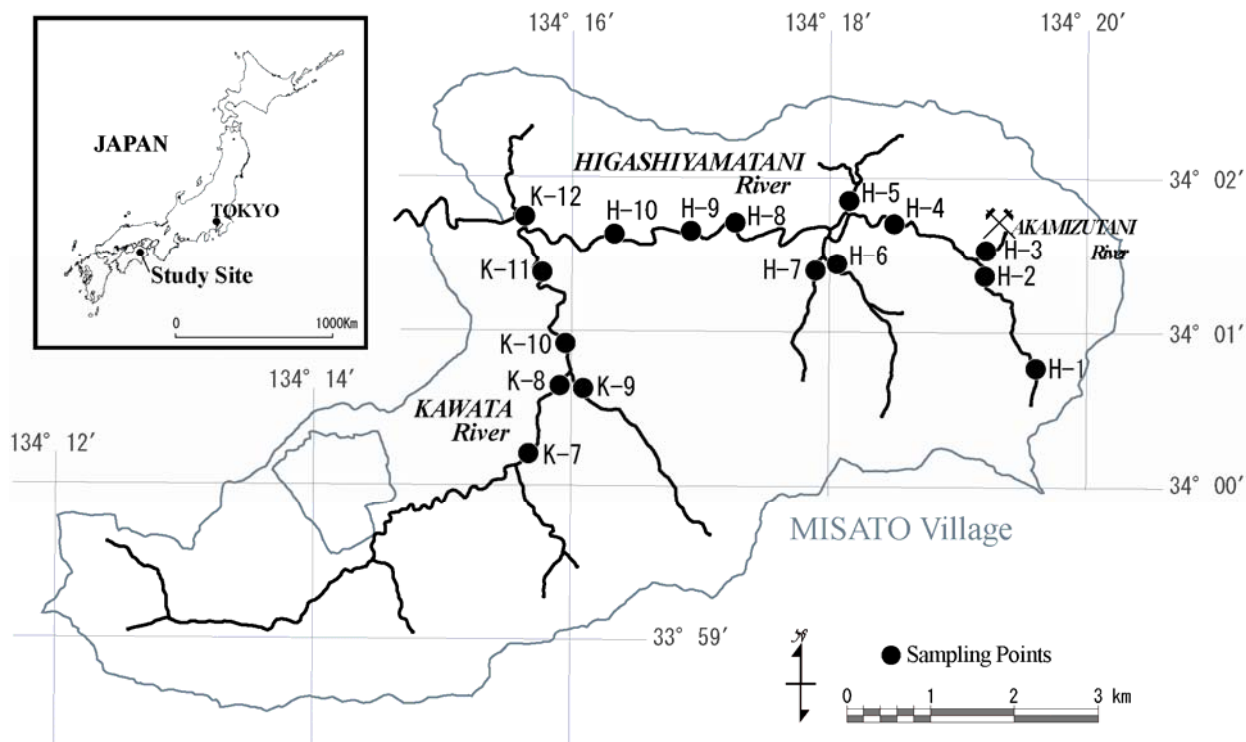 134° 16′
134° 18′
134° 20′
JAPAN
TOKYO
Study Site
0
1000Km
HIGASHIYAMATANI
River
34° 02′
K-12
H-10
H-9
H-8
H-5
H-4
AKAMIZUTANI
River
H-3
H-2
K-11
H-7
H-6
34° 01′
K-10
H-1
134° 14′
K-8
K-9
KAWATA
River
134° 12′
K-7
34° 00′
MISATO Village
33° 59′
N
Sampling Points
0 1 2 3 km